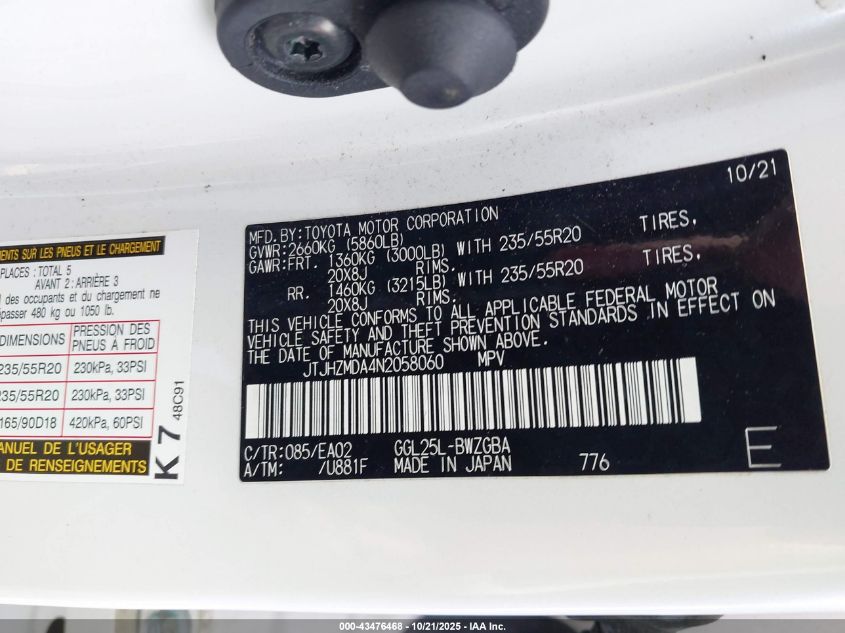 MENTS SUR LES PNEUS ET LE CHARGEMENT
PLACES : TOTAL 5
AVANT 2 : ARRIÈRE 3
des occupants et du chargement ne
passer 480 kg ou 1050 lb.
DIMENSIONS
PRESSION DES
PNEUS À FROID
235/55R20 230kPa, 33PSI
235/55R20 230kPa, 33PSI
165/90D18 420kPa, 60PSI
MANUEL DE L'USAGER
DE RENSEIGNEMENTS
K 7 48C91
10/21
MFD.BY:TOYOTA MOTOR CORPORATION
GVWR:2660KG (5860LB)
GAWR:FRT. 1360KG (3000LB) WITH 235/55R20 TIRES,
20X8J RIMS.
RR. 1460KG (3215LB) WITH 235/55R20 TIRES,
20X8J RIMS.
THIS VEHICLE CONFORMS TO ALL APPLICABLE FEDERAL MOTOR
VEHICLE SAFETY AND THEFT PREVENTION STANDARDS IN EFFECT ON
THE DATE OF MANUFACTURE SHOWN ABOVE.
JTJHZMDA4N2058060 MPV
C/TR:085/EA02 GGL25L-BWZGBA
A/TM: /U881F MADE IN JAPAN 776
E
000-43476468 - 10/21/2025 - IAA Inc.